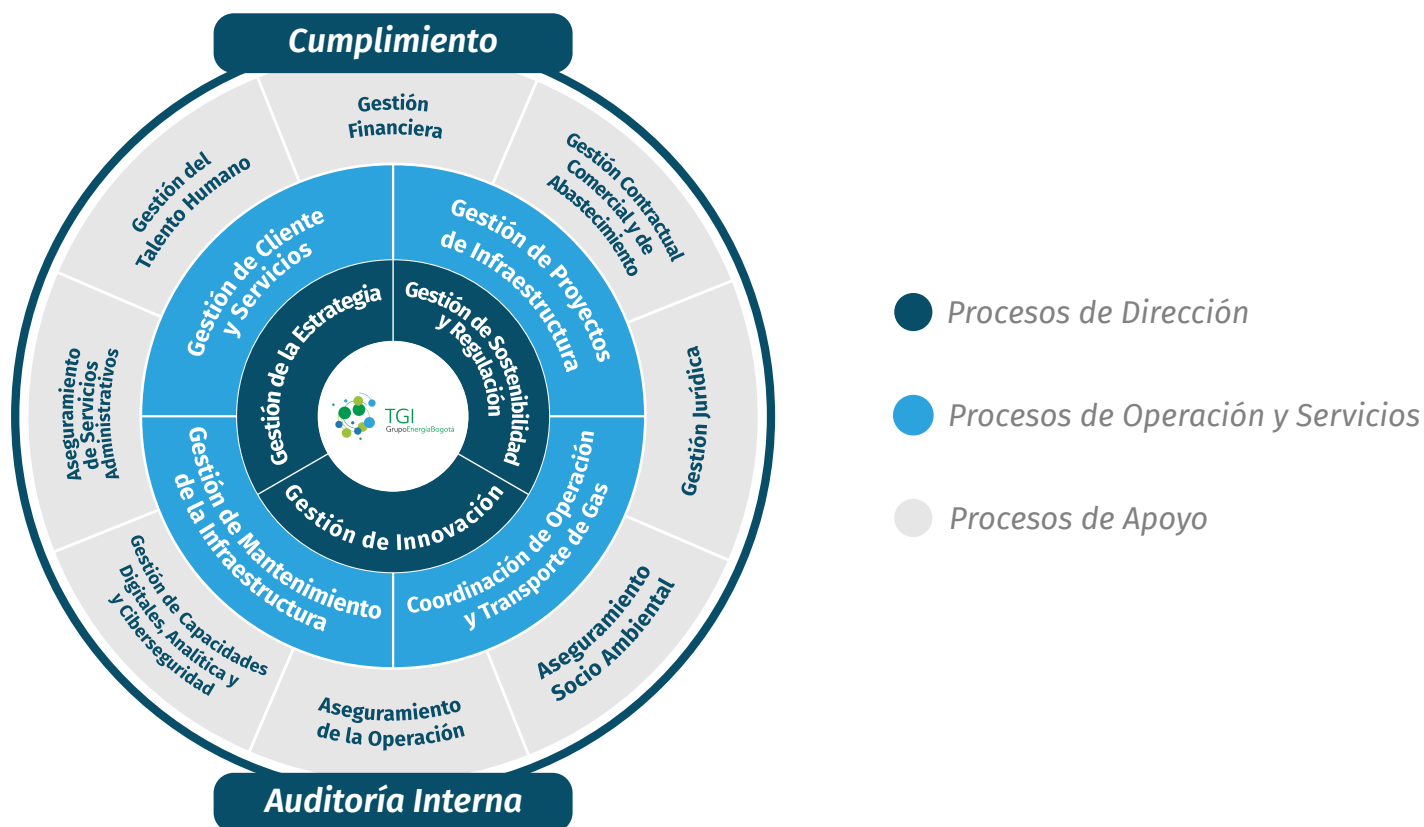 Cumplimiento
Gestión
Financiera
Gestión Contractual
Comercial y de
Abastecimiento
Gestión Jurídica
Aseguramiento
Socio Ambiental
Aseguramiento
de la Operación
Gestión de Capacidades
Digitales, Analítica y
y Ciberseguridad
Aseguramiento
de Servicios
Administrativos
Gestión del
Talento Humano
Gestión de Cliente
y Servicios
Gestión de Proyectos
de Infraestructura
Coordinación de Operación
y Transporte de Gas
Gestión de Mantenimiento
de la Infraestructura
Gestión de la Estrategia
Gestión de Sostenibilidad
y Regulación
Gestión de Innovación
TGI
GrupoEnergíaBogotá
Auditoría Interna
Procesos de Dirección
Procesos de Operación y Servicios
Procesos de Apoyo